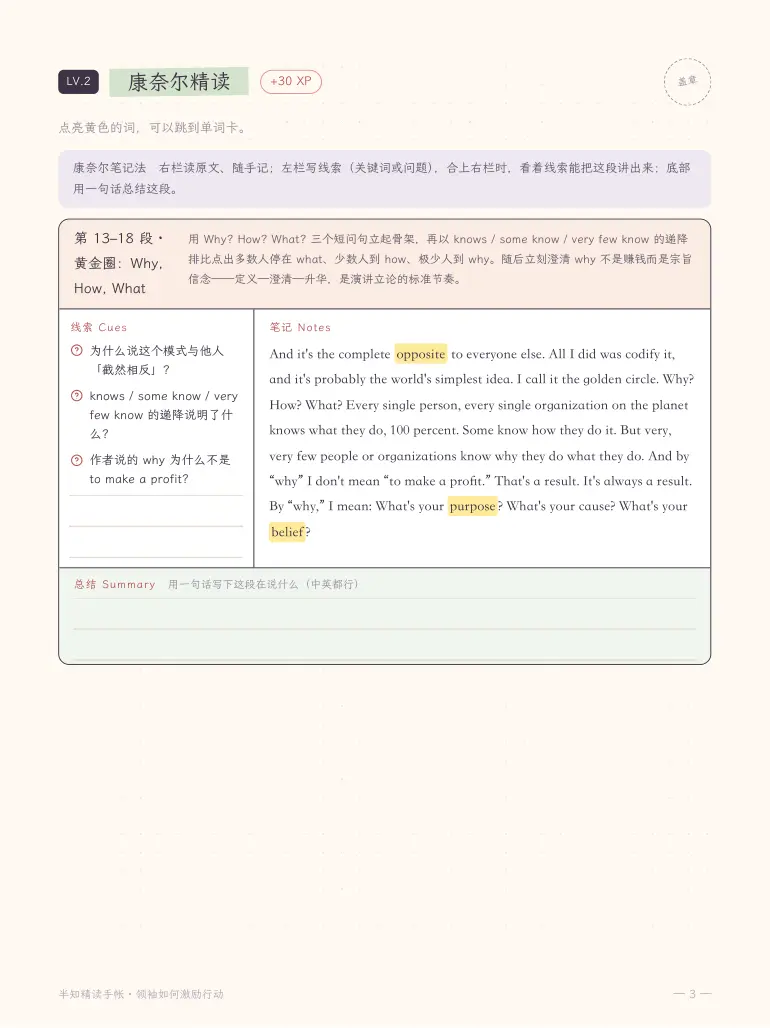 LV.2 康奈尔精读 +30 XP 盖章
点亮黄色的词，可以跳到单词卡。
康奈尔笔记法 右栏读原文、随手记；左栏写线索（关键词或问题），合上右栏时，看着线索能把这段讲出来；底部
用一句话总结这段。
第 13–18 段·
黄金圈：Why,
How, What
用 Why? How? What? 三个短问句立起骨架，再以 knows / some know / very few know 的递降
排比点出多数人停在 what、少数人到 how、极少人到 why。随后立刻澄清 why 不是赚钱而是宗旨
信念——定义—澄清—升华，是演讲立论的标准节奏。
线索 Cues
为什么说这个模式与他人
「截然相反」?
knows / some know / very
few know 的递降说明了什
么？
作者说的 why 为什么不是
to make a profit?
笔记 Notes
And it's the complete opposite to everyone else. All I did was codify it,
and it's probably the world's simplest idea. I call it the golden circle. Why?
How? What? Every single person, every single organization on the planet
knows what they do, 100 percent. Some know how they do it. But very,
very few people or organizations know why they do what they do. And by
“why” I don't mean “to make a profit.” That's a result. It's always a result.
By “why,” I mean: What's your purpose? What's your cause? What's your
belief?
总结 Summary 用一句话写下这段在说什么（中英都行）
半知精读手帐·领袖如何激励行动
— 3 —